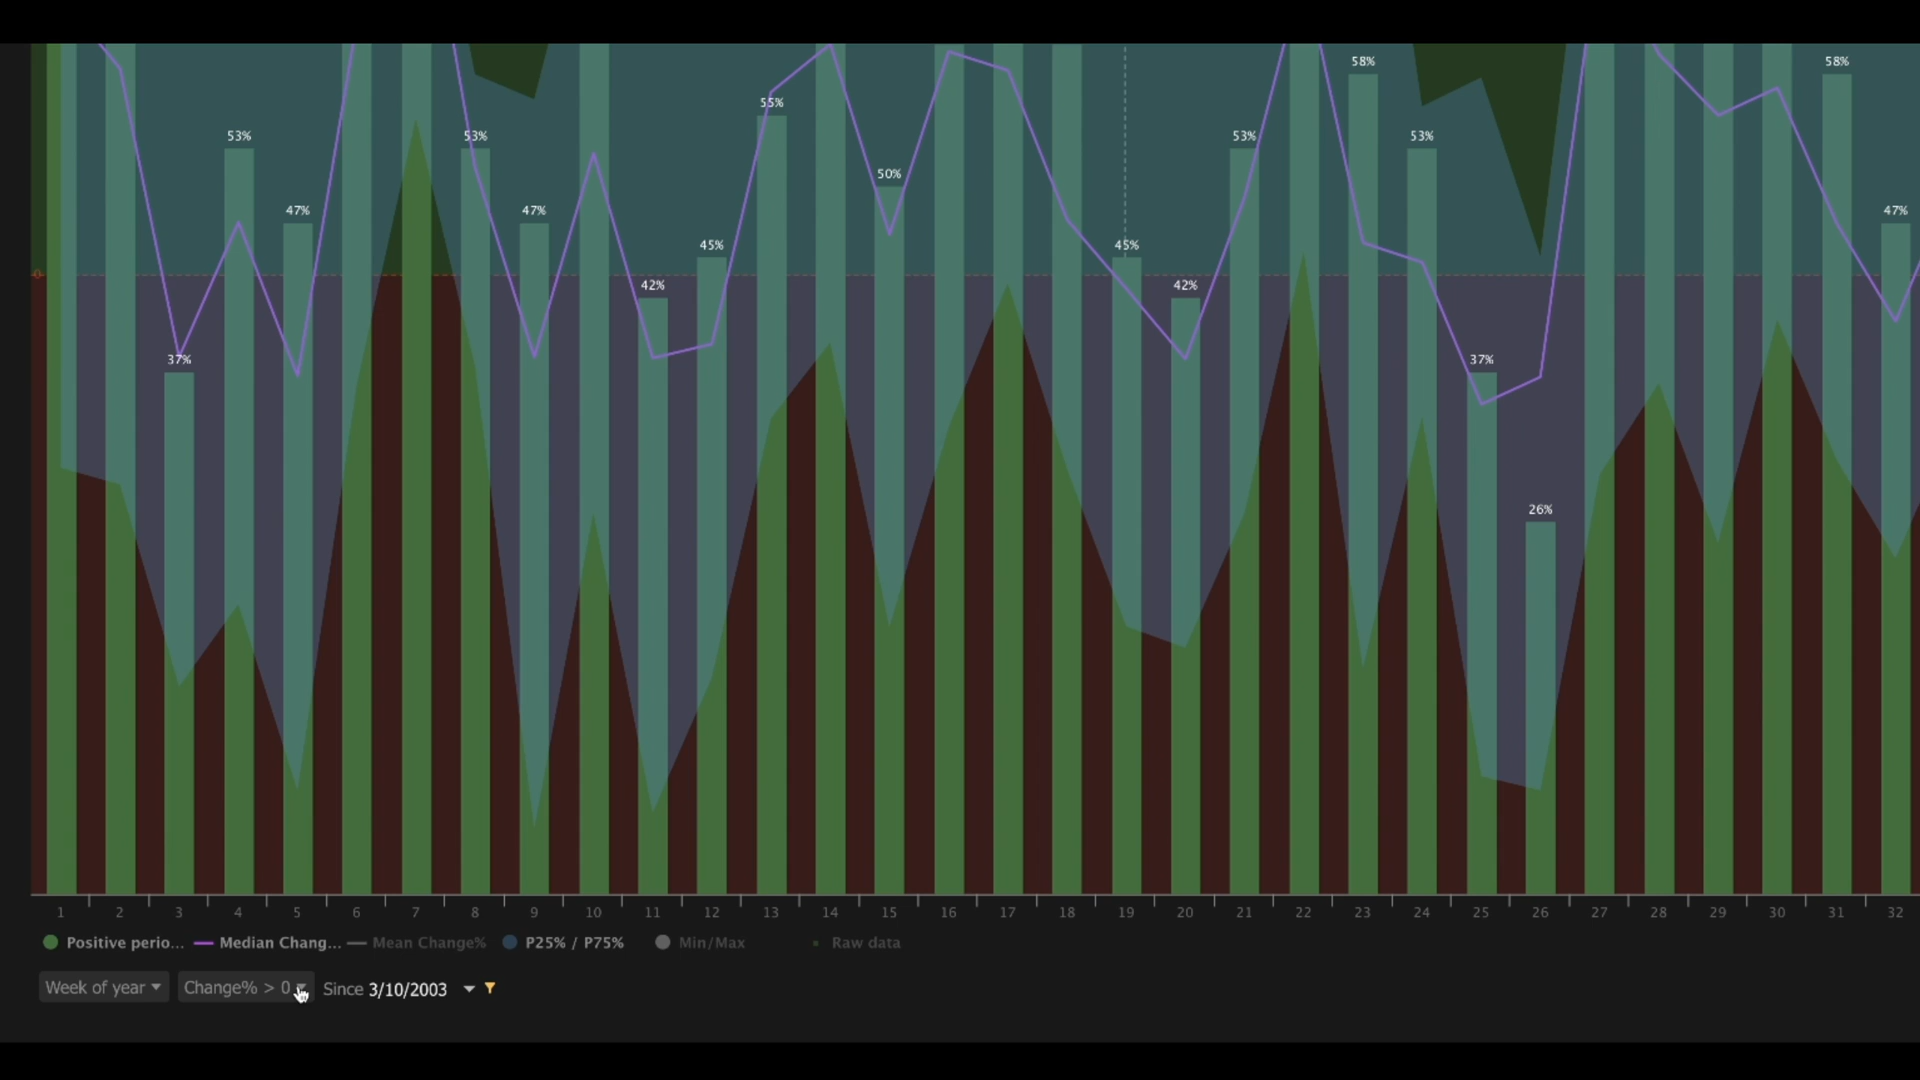 58% 58%
55%
53% 53% 53% 53%
50%
47% 47% 47%
45% 45%
42% 42%
0
37% 37%
26%
1 2 3 4 5 6 7 8 9 10 11 12 13 14 15 16 17 18 19 20 21 22 23 24 25 26 27 28 29 30 31 32
Positive perio... Median Chang... Mean Change% P25% / P75% Min/Max Raw data
Week of year Change% > 0 Since 3/10/2003